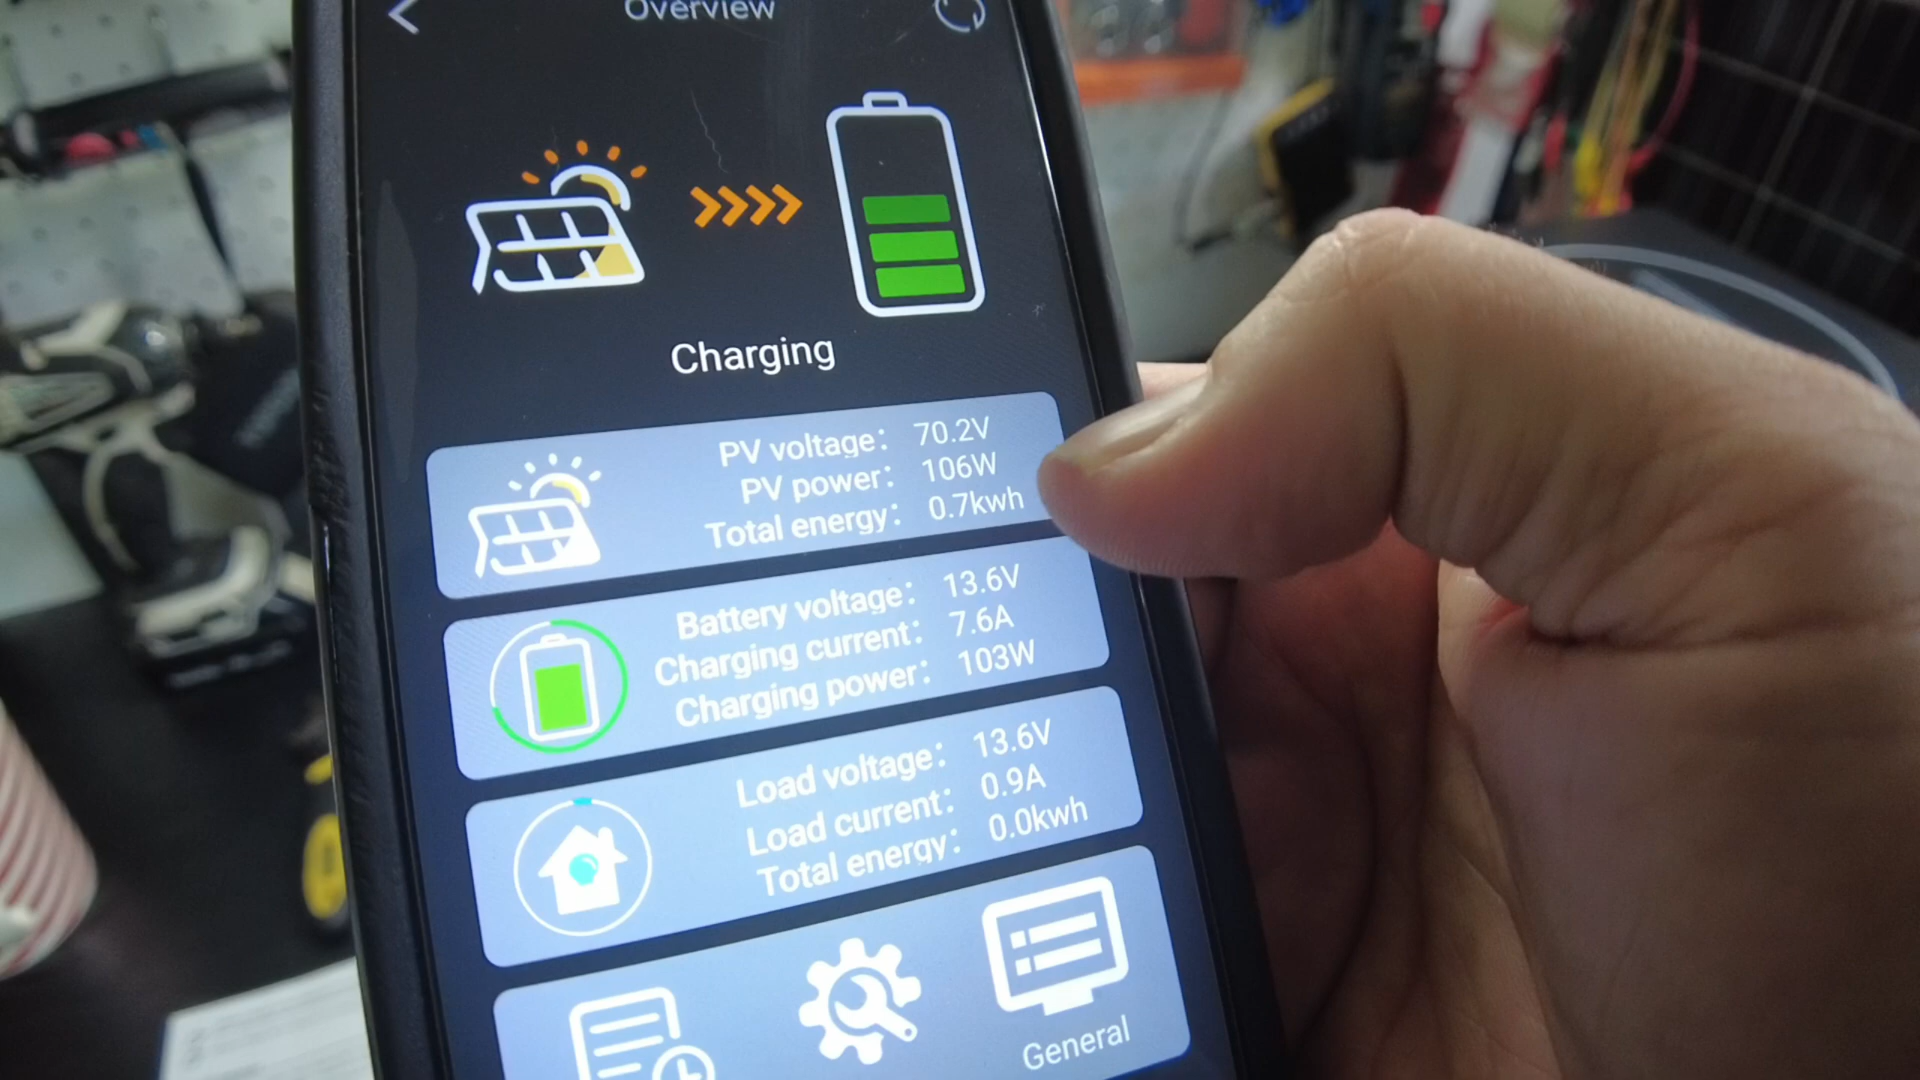 Overview
Charging
PV voltage: 70.2V
PV power: 106W
Total energy: 0.7kwh
Battery voltage: 13.6V
Charging current: 7.6A
Charging power: 103W
Load voltage: 13.6V
Load current: 0.9A
Total energy: 0.0kwh
General